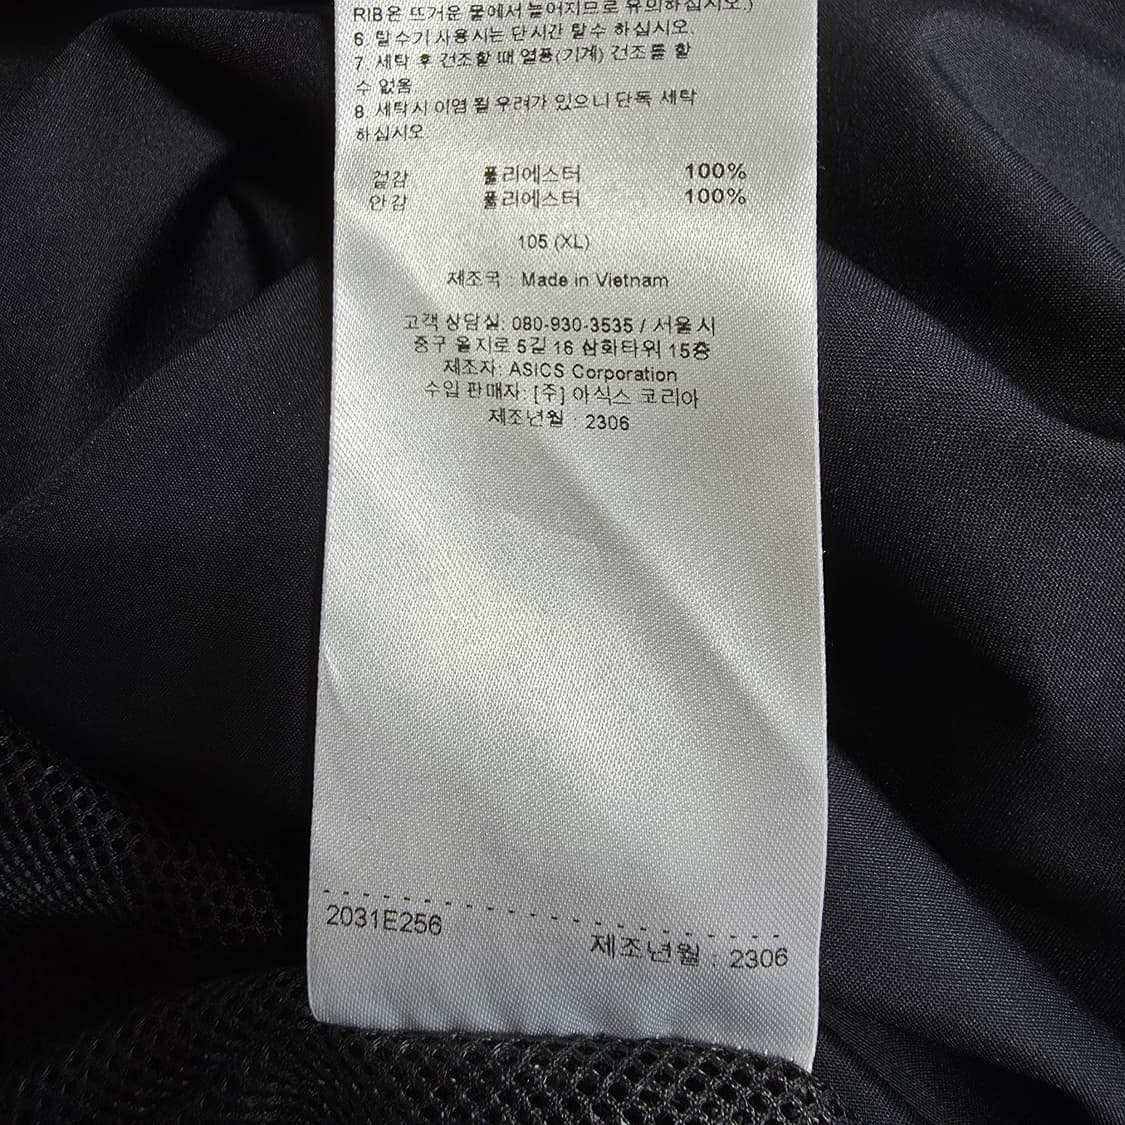 RIB은 뜨거운 물에서 늘어지므로 유의하십시오.)
6. 탈수기 사용시는 단시간 탈수 하십시오.
7. 세탁 후 건조할 때 열풍(기계) 건조를 할
수 없음
8. 세탁시 이염 될 우려가 있으니 단독 세탁
하십시오
겉감 폴리에스터 100%
안감 폴리에스터 100%
105 (XL)
제조국 : Made in Vietnam
고객 상담실: 080-930-3535 / 서울시
중구 을지로 5길 16 삼화타워 15층
제조자: ASICS Corporation
수입 판매자: [주] 아식스 코리아
제조년월 : 2306
2031E256
제조년월 : 2306